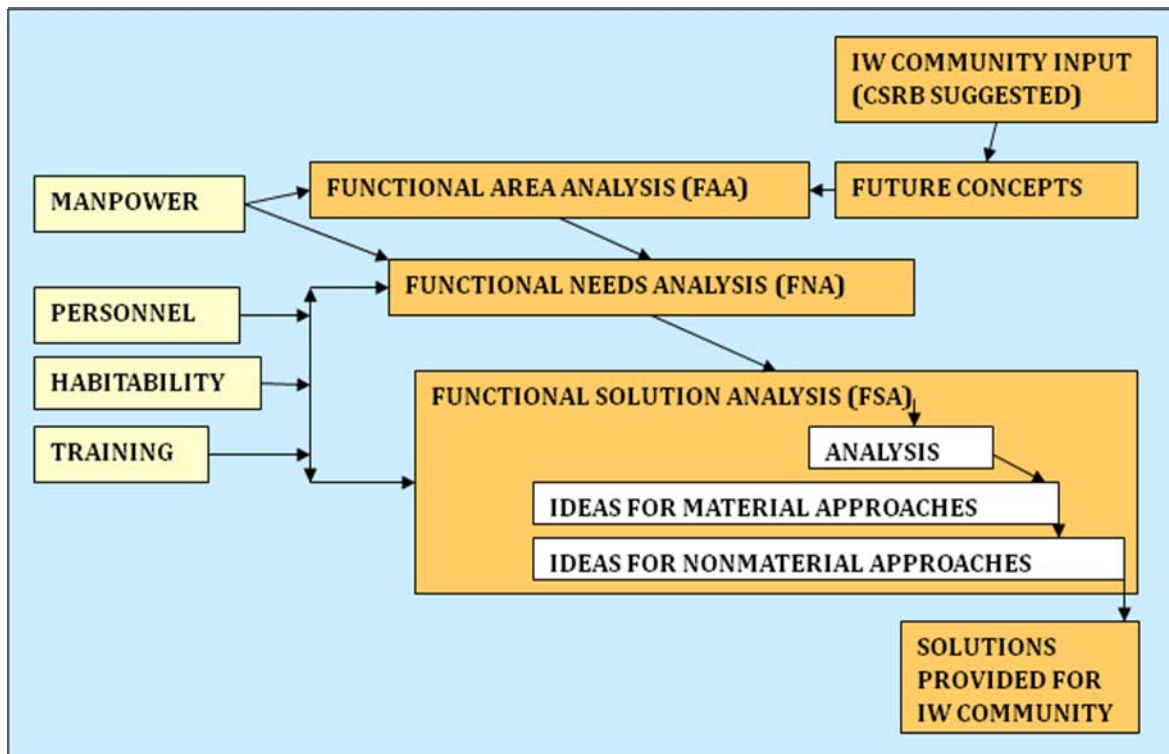 IW COMMUNITY INPUT
(CSRB SUGGESTED)
MANPOWER
FUNCTIONAL AREA ANALYSIS (FAA)
FUTURE CONCEPTS
FUNCTIONAL NEEDS ANALYSIS (FNA)
PERSONNEL
HABITABILITY
TRAINING
FUNCTIONAL SOLUTION ANALYSIS (FSA)
ANALYSIS
IDEAS FOR MATERIAL APPROACHES
IDEAS FOR NONMATERIAL APPROACHES
SOLUTIONS
PROVIDED FOR
IW COMMUNITY